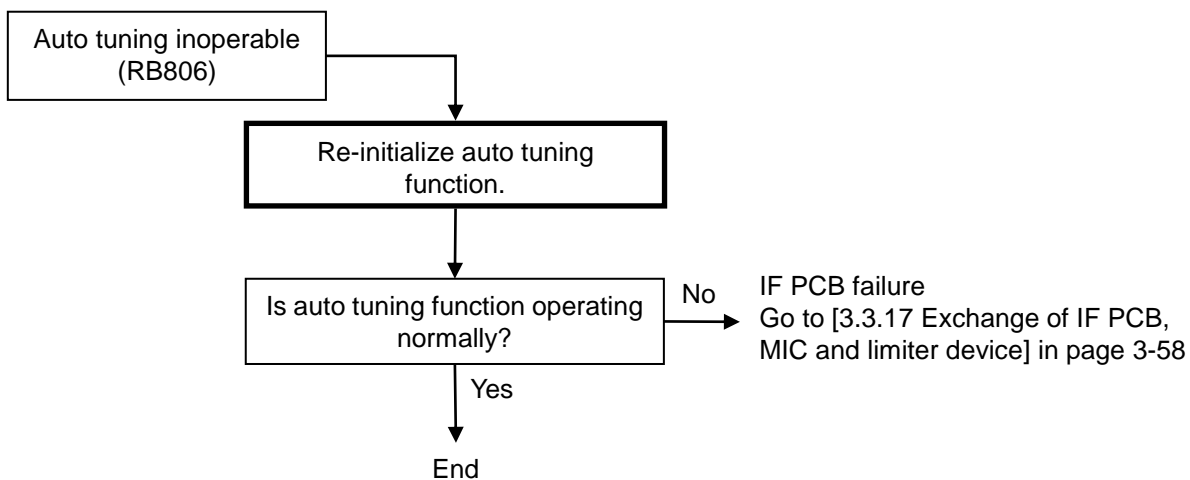 Auto tuning inoperable
(RB806)
Re-initialize auto tuning
function.
Is auto tuning function operating
normally?
No
IF PCB failure
Go to [3.3.17 Exchange of IF PCB,
MIC and limiter device] in page 3-58
Yes
End